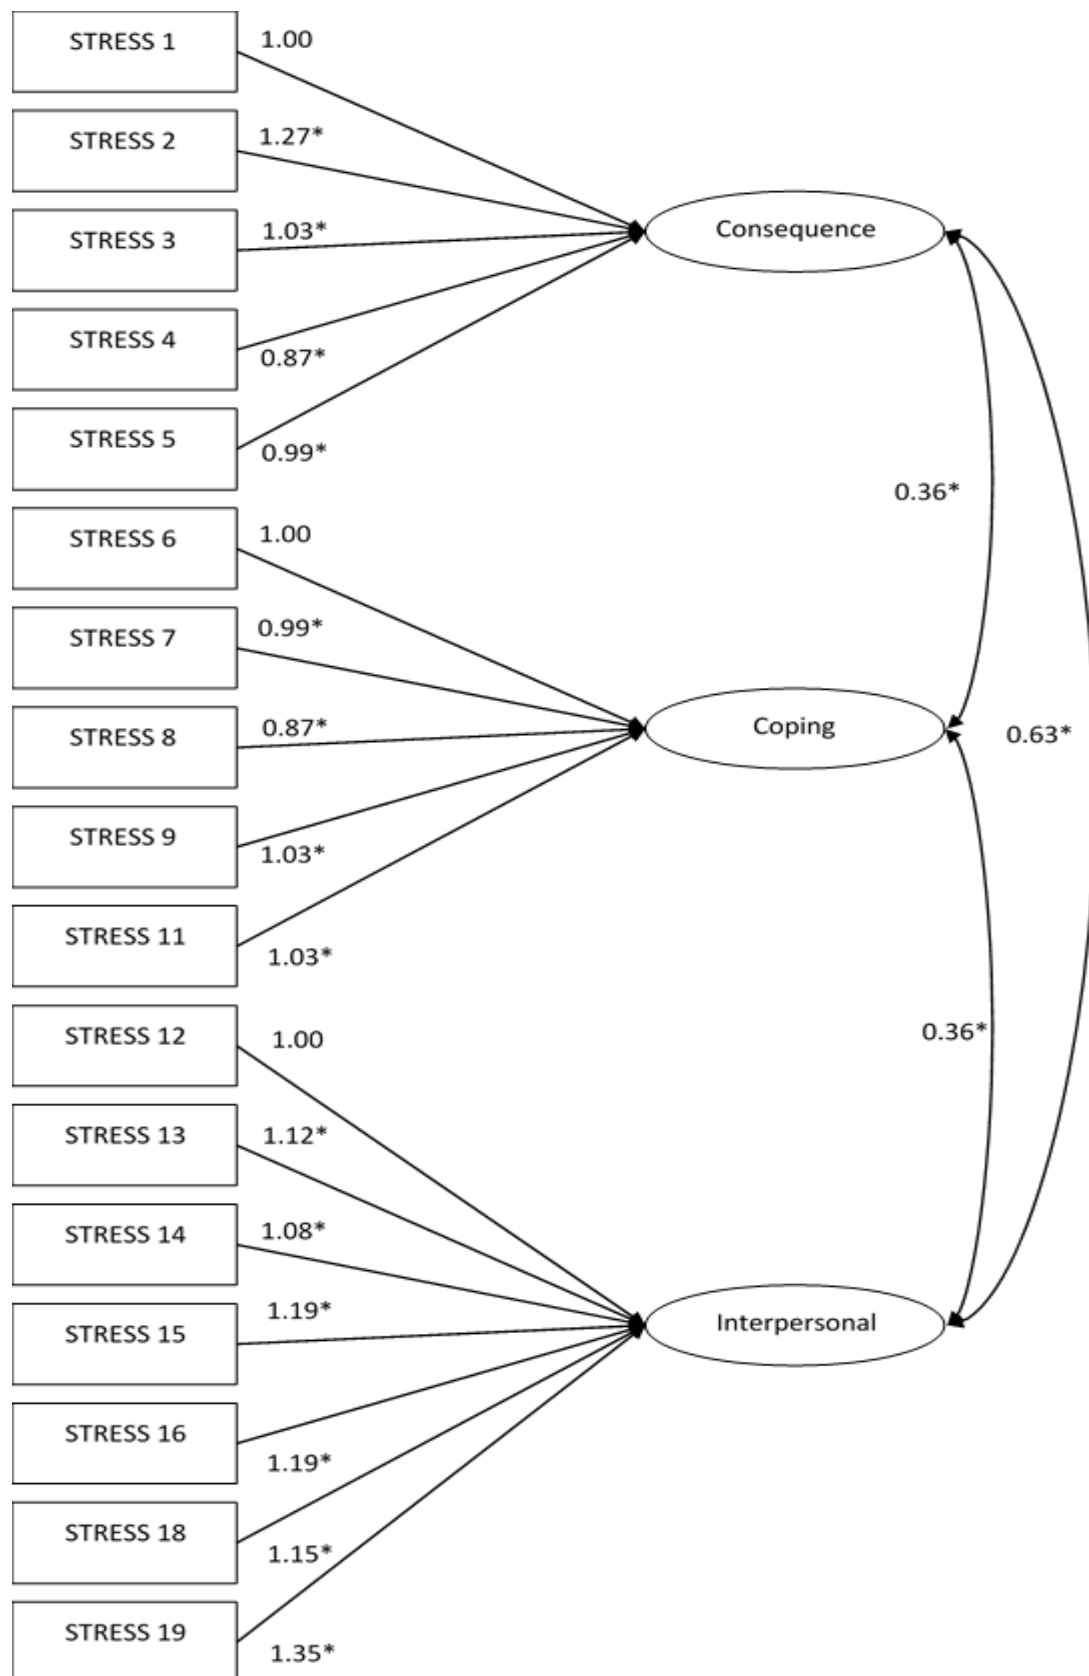 STRESS 1
1.00
STRESS 2
1.27*
STRESS 3
1.03*
Consequence
STRESS 4
0.87*
STRESS 5
0.99*
0.36*
STRESS 6
1.00
STRESS 7
0.99*
STRESS 8
0.87*
Coping
0.63*
STRESS 9
1.03*
STRESS 11
1.03*
STRESS 12
1.00
0.36*
STRESS 13
1.12*
STRESS 14
1.08*
STRESS 15
1.19*
Interpersonal
STRESS 16
1.19*
STRESS 18
1.15*
STRESS 19
1.35*